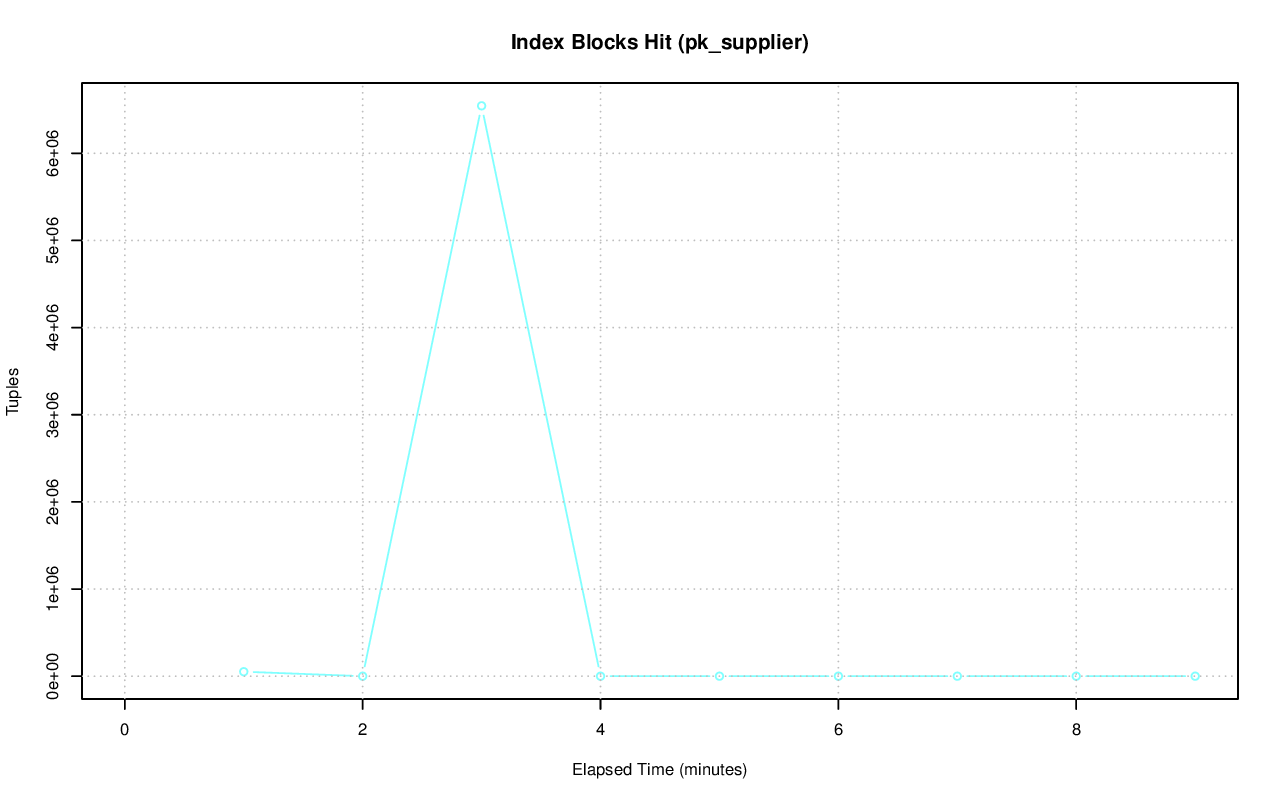 Index Blocks Hit (pk_supplier)
Tuples
6e+06
5e+06
4e+06
3e+06
2e+06
1e+06
0e+00
0 2 4 6 8
Elapsed Time (minutes)